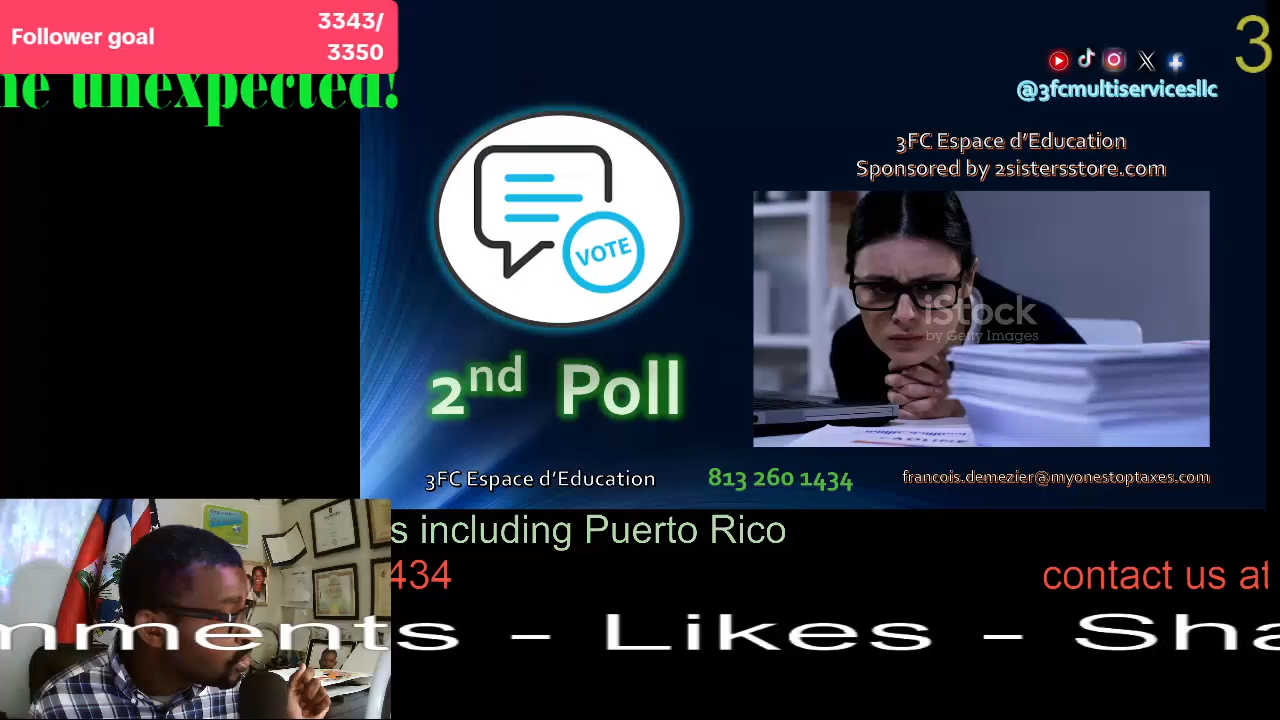 Follower goal
3343/
3350
he unexpected!
3
@3fcmultiservicesllc
3FC Espace d'Education
Sponsored by 2sistersstore.com
VOTE
iStock
by Getty Images
2nd Poll
3FC Espace d'Education
813 260 1434
francois.demezier@myonestoptaxes.com
s including Puerto Rico
434
contact us at
mments - Likes - Sha